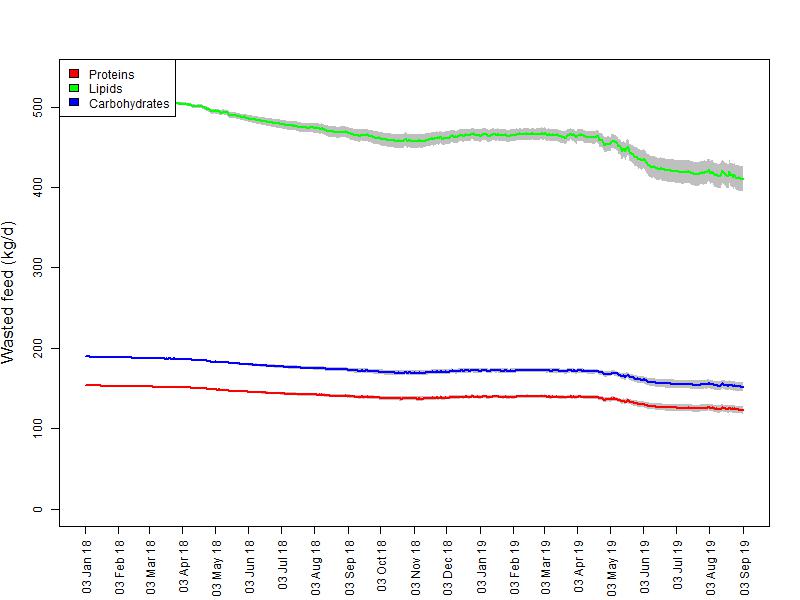 Proteins
Lipids
Carbohydrates
Wasted feed (kg/d)
500
400
300
200
100
0
03 Jan 18
03 Feb 18
03 Mar 18
03 Apr 18
03 May 18
03 Jun 18
03 Jul 18
03 Aug 18
03 Sep 18
03 Oct 18
03 Nov 18
03 Dec 18
03 Jan 19
03 Feb 19
03 Mar 19
03 Apr 19
03 May 19
03 Jun 19
03 Jul 19
03 Aug 19
03 Sep 19